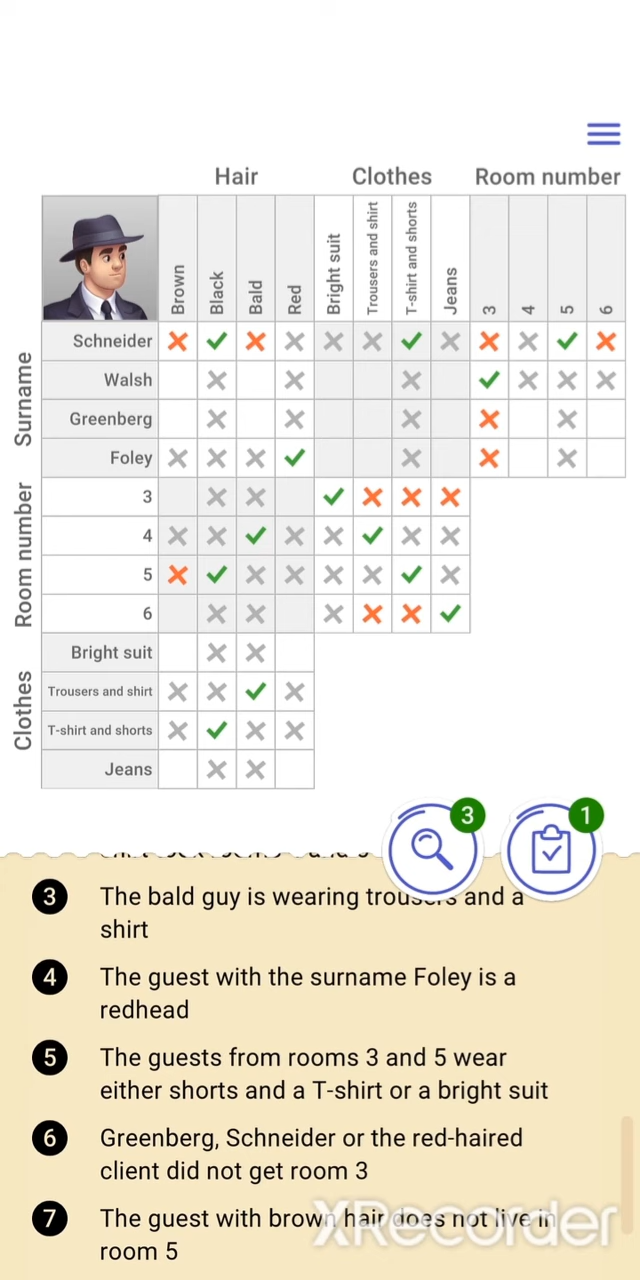 Hair Clothes Room number
Brown Black Bald Red Bright suit Trousers and shirt T-shirt and shorts Jeans 3 4 5 6
Surname
Schneider
Walsh
Greenberg
Foley
Room number
3
4
5
6
Clothes
Bright suit
Trousers and shirt
T-shirt and shorts
Jeans
3 1
3 The bald guy is wearing trousers and a
shirt
4 The guest with the surname Foley is a
redhead
5 The guests from rooms 3 and 5 wear
either shorts and a T-shirt or a bright suit
6 Greenberg, Schneider or the red-haired
client did not get room 3
7 The guest with brown hair does not live in
room 5
XRecorder